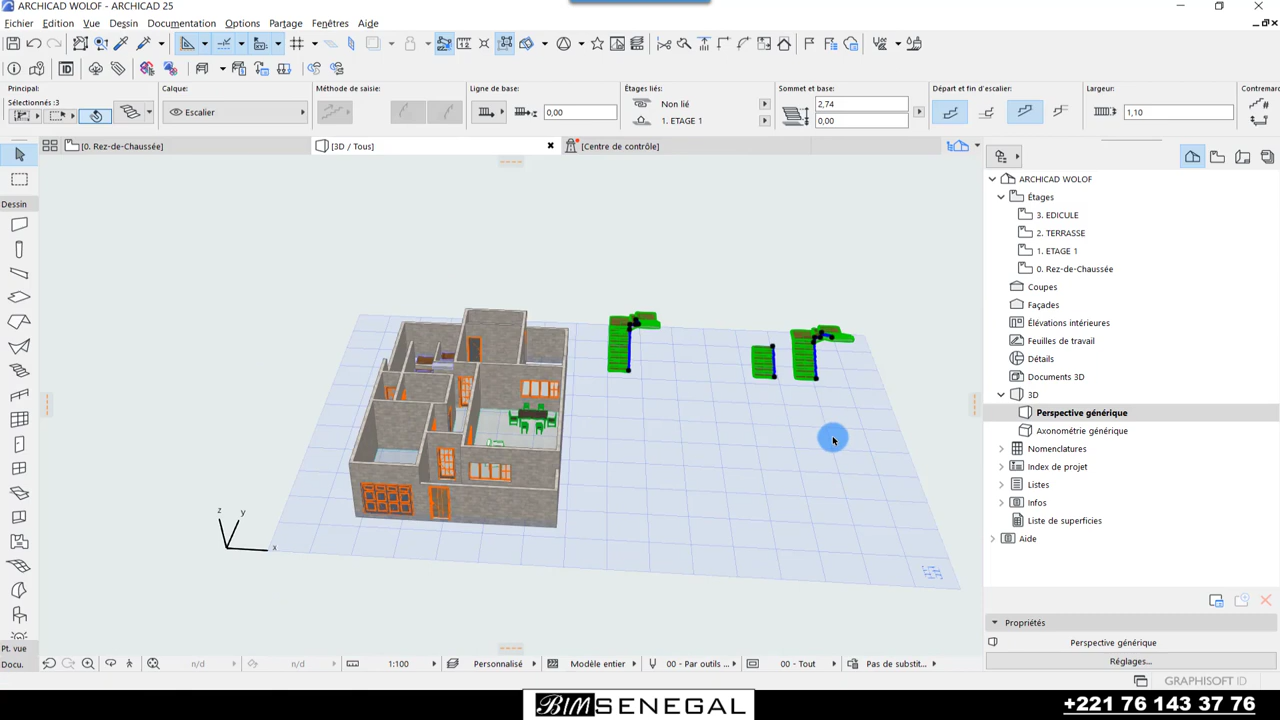 ARCHICAD WOLOF - ARCHICAD 25
Fichier Edition Vue Dessin Documentation Options Partage Fenêtres Aide
Principal: Calque: Méthode de saisie: Ligne de base: Étages liés: Sommet et base: Départ et fin d'escalier: Largeur: Contremar
Sélectionnés :3 Escalier 0,00 Non lié 2,74 1,10
1. ETAGE 1 0,00
[0. Rez-de-Chaussée] [3D / Tous] [Centre de contrôle]
Dessin
ARCHICAD WOLOF
Étages
3. EDICULE
2. TERRASSE
1. ETAGE 1
0. Rez-de-Chaussée
Coupes
Façades
Élévations intérieures
Feuilles de travail
Détails
Documents 3D
3D
Perspective générique
Axonométrie générique
Nomenclatures
Index de projet
Listes
Infos
Liste de superficies
Aide
z
y
x
Propriétés
Perspective générique
Réglages...
Pt. vue
Docu.
n/d n/d 1:100 Personnalisé Modèle entier 00 - Par outils ... 00 - Tout Pas de substit...
GRAPHISOFT ID
BIMSENEGAL
+221 76 143 37 76